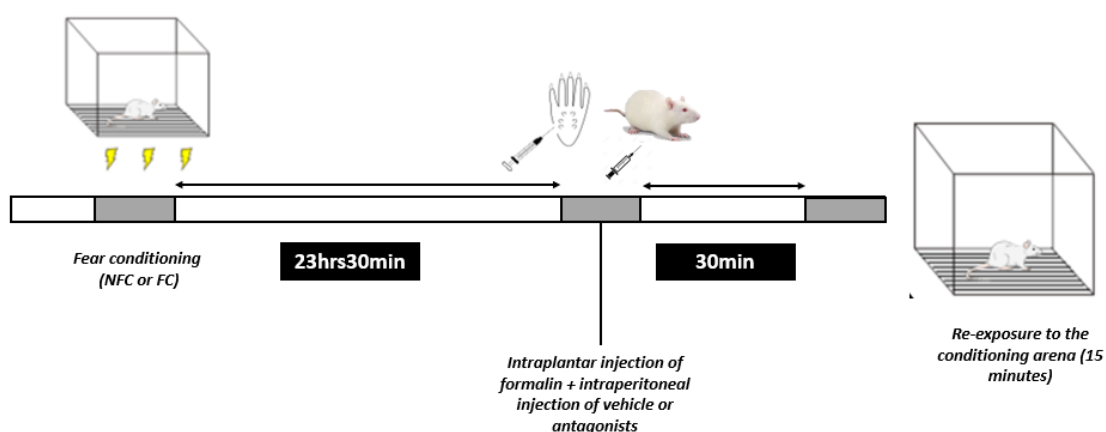 Fear conditioning
(NFC or FC)
23hrs30min
30min
Intraplantar injection of
formalin + intraperitoneal
injection of vehicle or
antagonists
Re-exposure to the
conditioning arena (15
minutes)